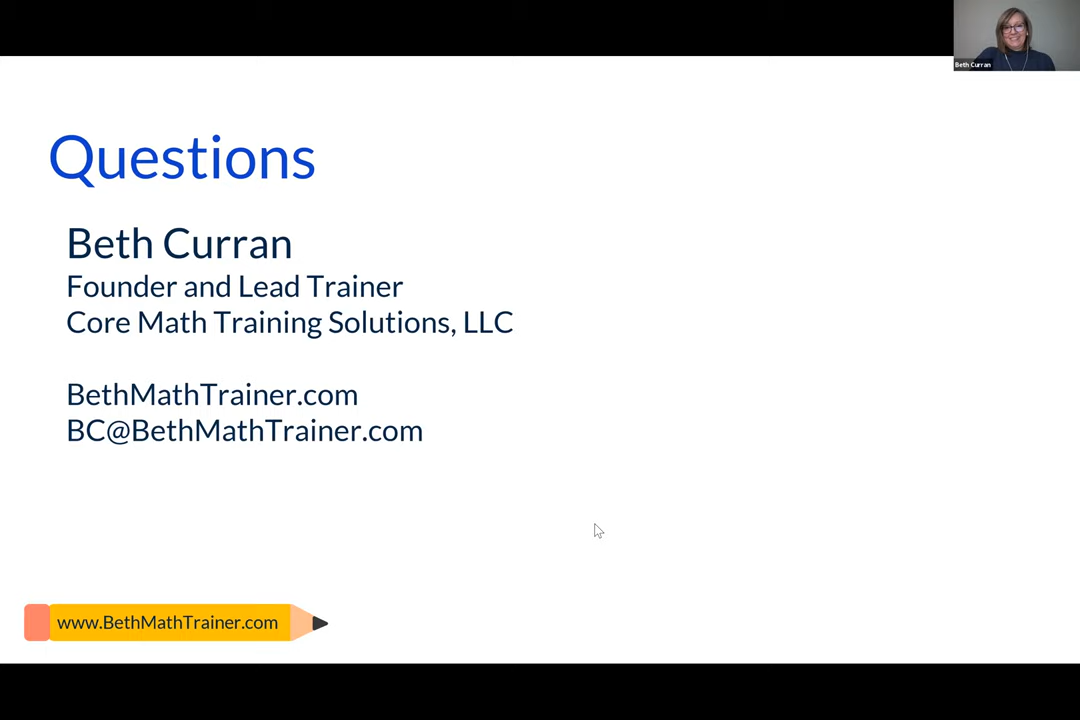 Beth Curran
Questions
Beth Curran
Founder and Lead Trainer
Core Math Training Solutions, LLC
BethMathTrainer.com
BC@BethMathTrainer.com
www.BethMathTrainer.com